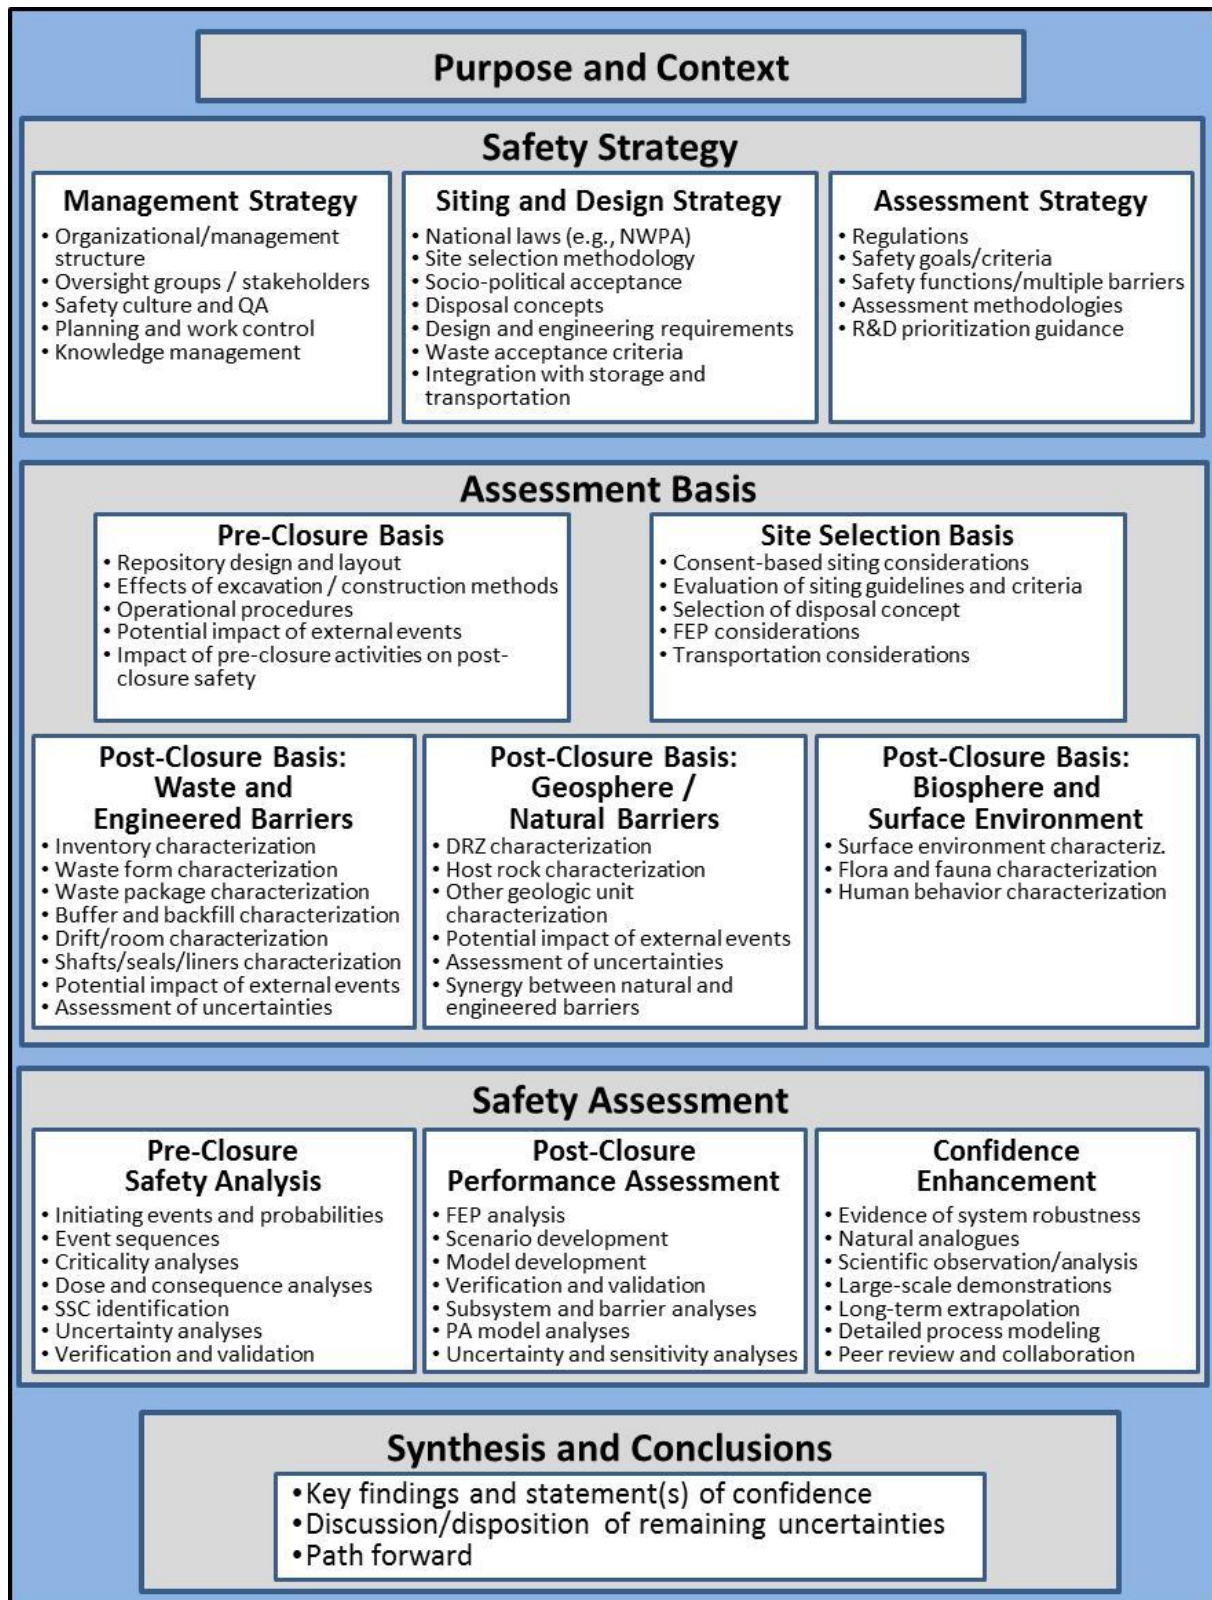 Purpose and Context
Safety Strategy
Management Strategy
• Organizational/management
structure
• Oversight groups / stakeholders
• Safety culture and QA
• Planning and work control
• Knowledge management
Siting and Design Strategy
• National laws (e.g., NWPA)
• Site selection methodology
• Socio-political acceptance
• Disposal concepts
• Design and engineering requirements
• Waste acceptance criteria
• Integration with storage and
transportation
Assessment Strategy
• Regulations
• Safety goals/criteria
• Safety functions/multiple barriers
• Assessment methodologies
• R&D prioritization guidance
Assessment Basis
Pre-Closure Basis
• Repository design and layout
• Effects of excavation / construction methods
• Operational procedures
• Potential impact of external events
• Impact of pre-closure activities on post-
closure safety
Site Selection Basis
• Consent-based siting considerations
• Evaluation of siting guidelines and criteria
• Selection of disposal concept
• FEP considerations
• Transportation considerations
Post-Closure Basis:
Waste and
Engineered Barriers
• Inventory characterization
• Waste form characterization
• Waste package characterization
• Buffer and backfill characterization
• Drift/room characterization
• Shafts/seals/liners characterization
• Potential impact of external events
• Assessment of uncertainties
Post-Closure Basis:
Geosphere /
Natural Barriers
• DRZ characterization
• Host rock characterization
• Other geologic unit
characterization
• Potential impact of external events
• Assessment of uncertainties
• Synergy between natural and
engineered barriers
Post-Closure Basis:
Biosphere and
Surface Environment
• Surface environment characteriz.
• Flora and fauna characterization
• Human behavior characterization
Safety Assessment
Pre-Closure
Safety Analysis
• Initiating events and probabilities
• Event sequences
• Criticality analyses
• Dose and consequence analyses
• SSC identification
• Uncertainty analyses
• Verification and validation
Post-Closure
Performance Assessment
• FEP analysis
• Scenario development
• Model development
• Verification and validation
• Subsystem and barrier analyses
• PA model analyses
• Uncertainty and sensitivity analyses
Confidence
Enhancement
• Evidence of system robustness
• Natural analogues
• Scientific observation/analysis
• Large-scale demonstrations
• Long-term extrapolation
• Detailed process modeling
• Peer review and collaboration
Synthesis and Conclusions
•Key findings and statement(s) of confidence
•Discussion/disposition of remaining uncertainties
•Path forward